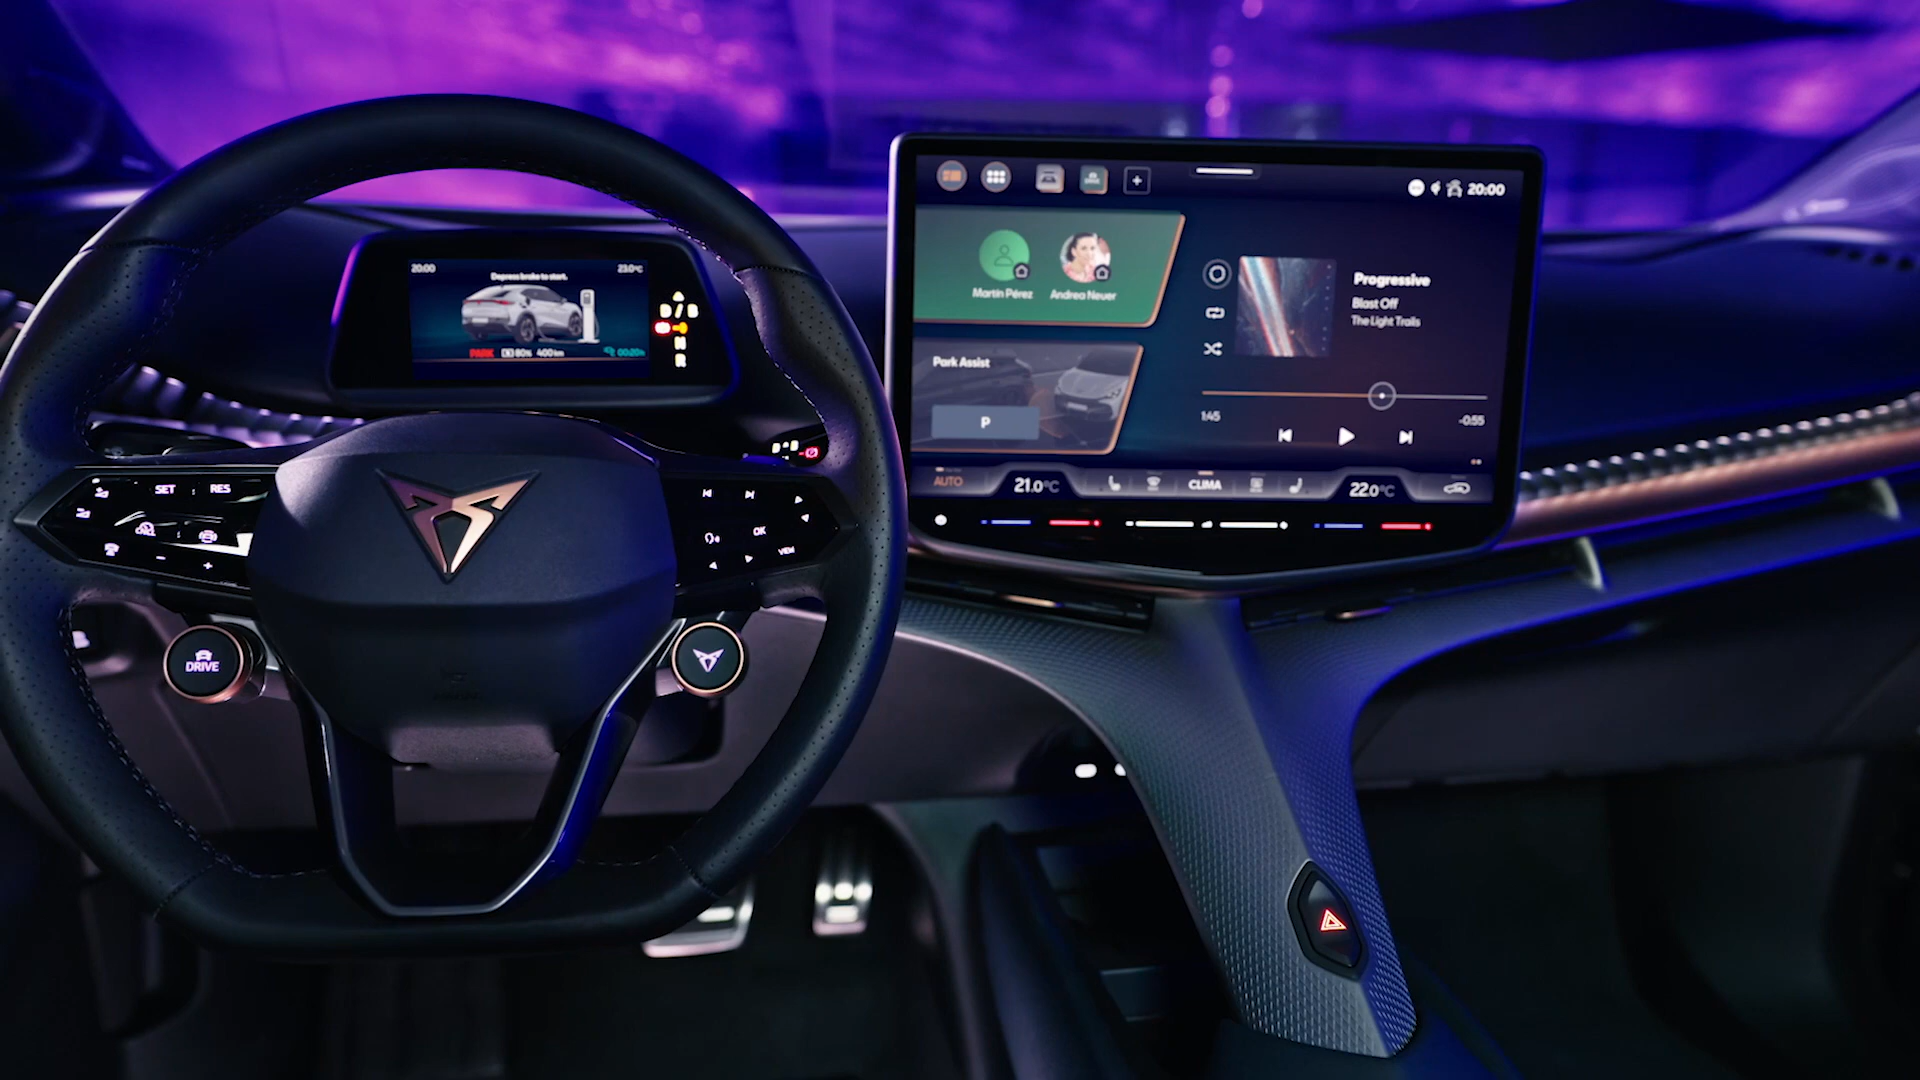 20:00
23.0°C
Depress brake to start.
D / B
N
R
PARK
80%
400 km
00:20h
20:00
Martín Pérez
Andrea Neuer
Progressive
Blast Off
The Light Trails
Park Assist
P
1:45
-0:55
AUTO
21.0°C
CLIMA
22.0°C
SET
RES
OK
VIEW
DRIVE